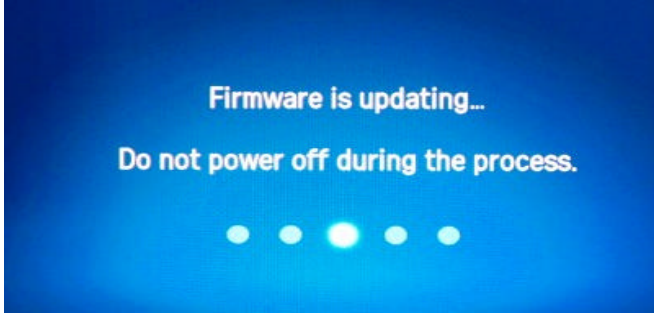 Firmware is updating...
Do not power off during the process.